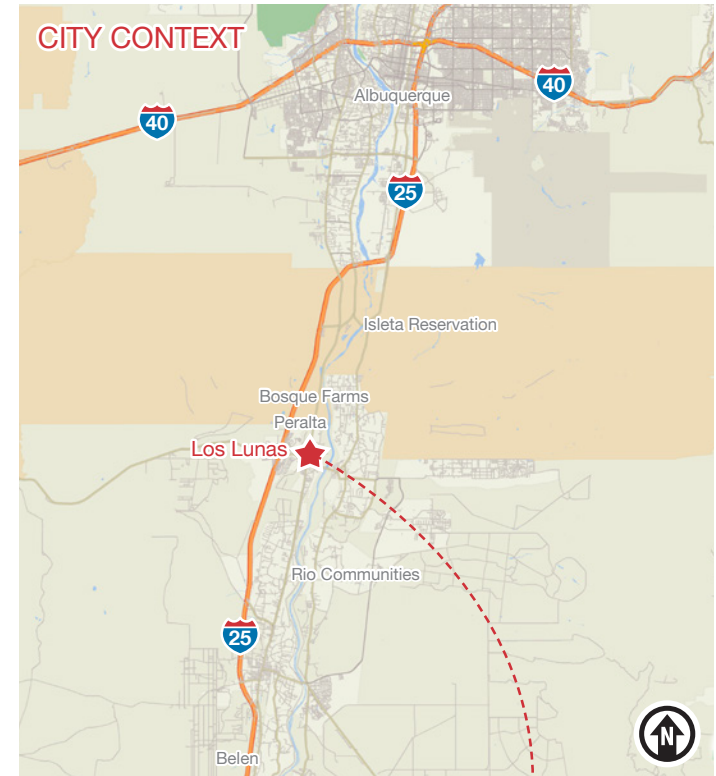 CITY CONTEXT
40
40
Albuquerque
25
Isleta Reservation
Bosque Farms
Peralta
Los Lunas
Rio Communities
25
Belen
N